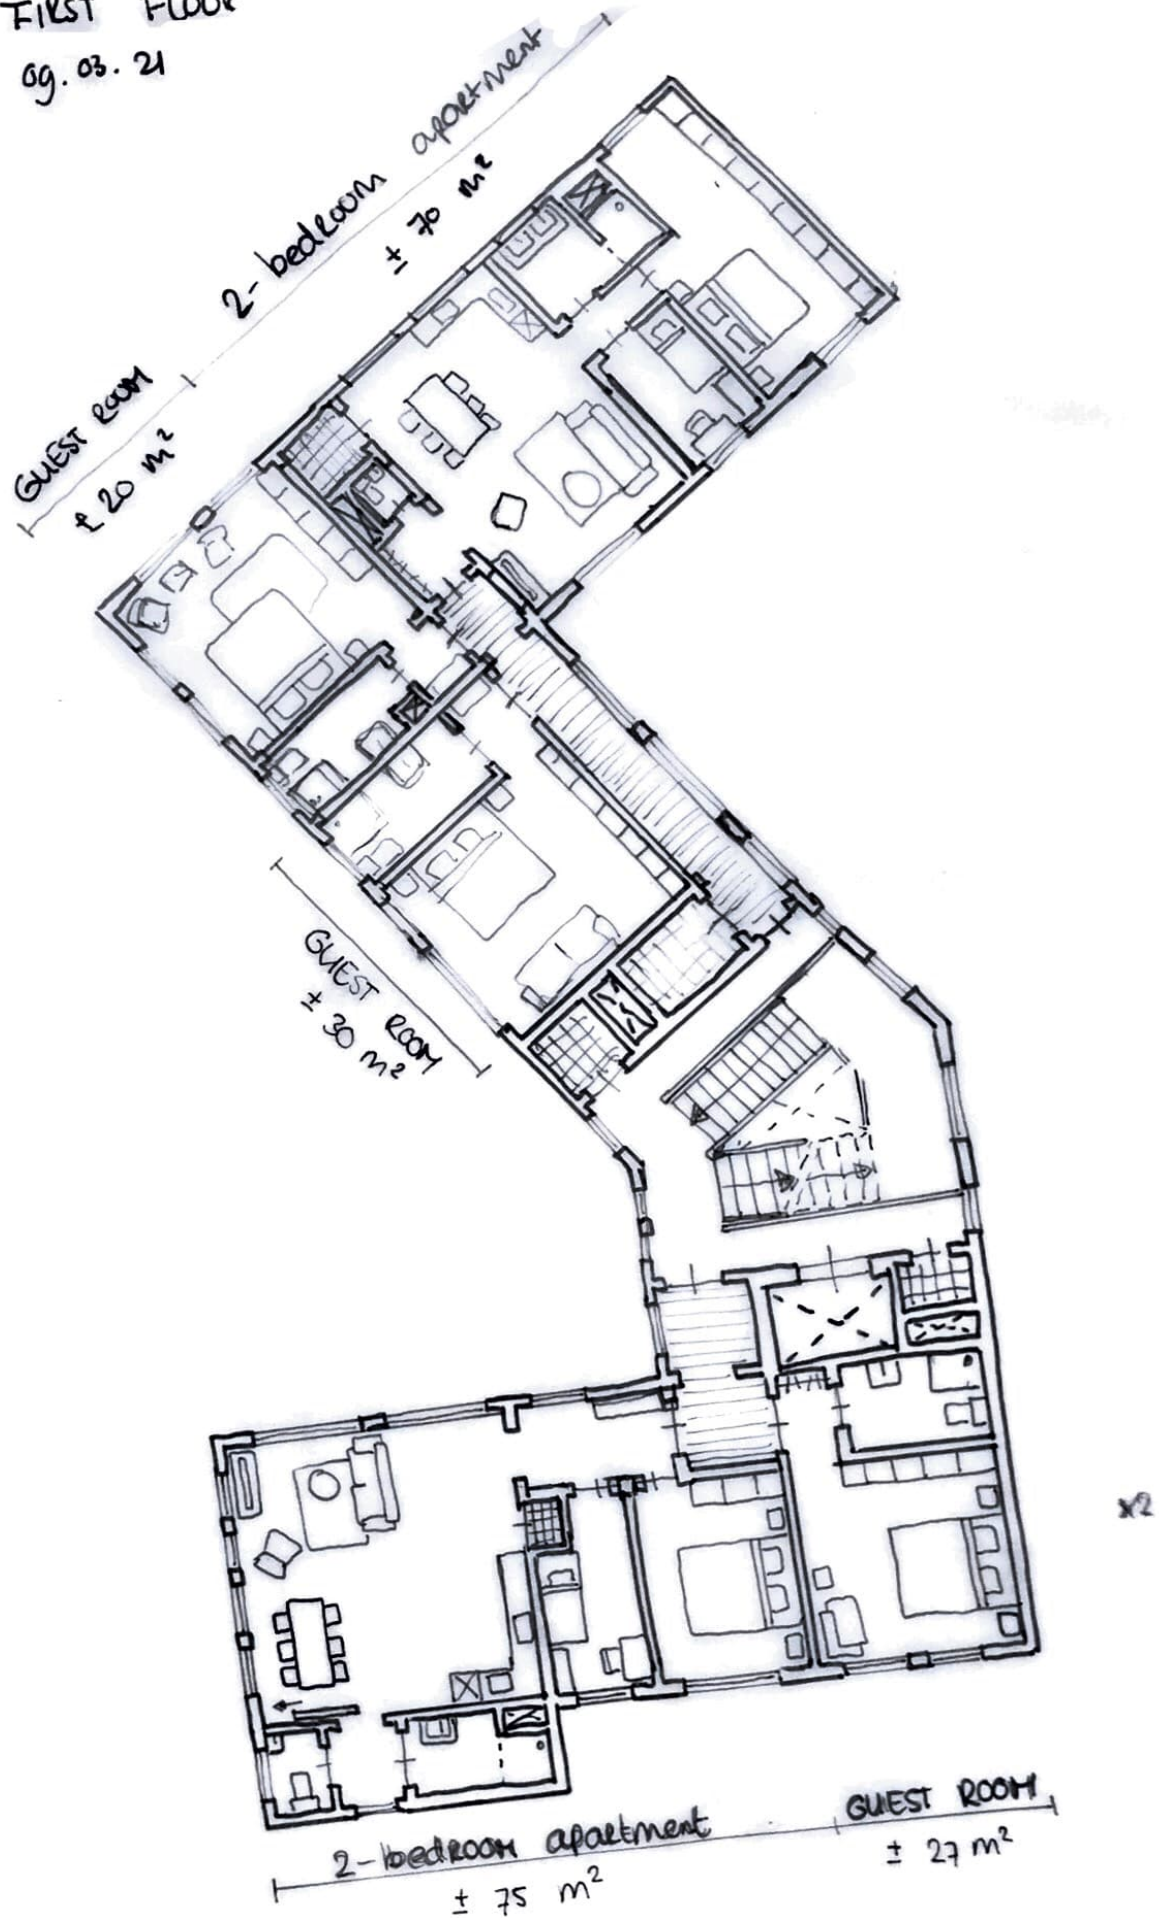 FIRST FLOOR
09.03.21
2-bedroom apartment
± 70 m²
GUEST ROOM
± 20 m²
GUEST ROOM
± 30 m²
x2
2-bedroom apartment
± 75 m²
GUEST ROOM
± 27 m²